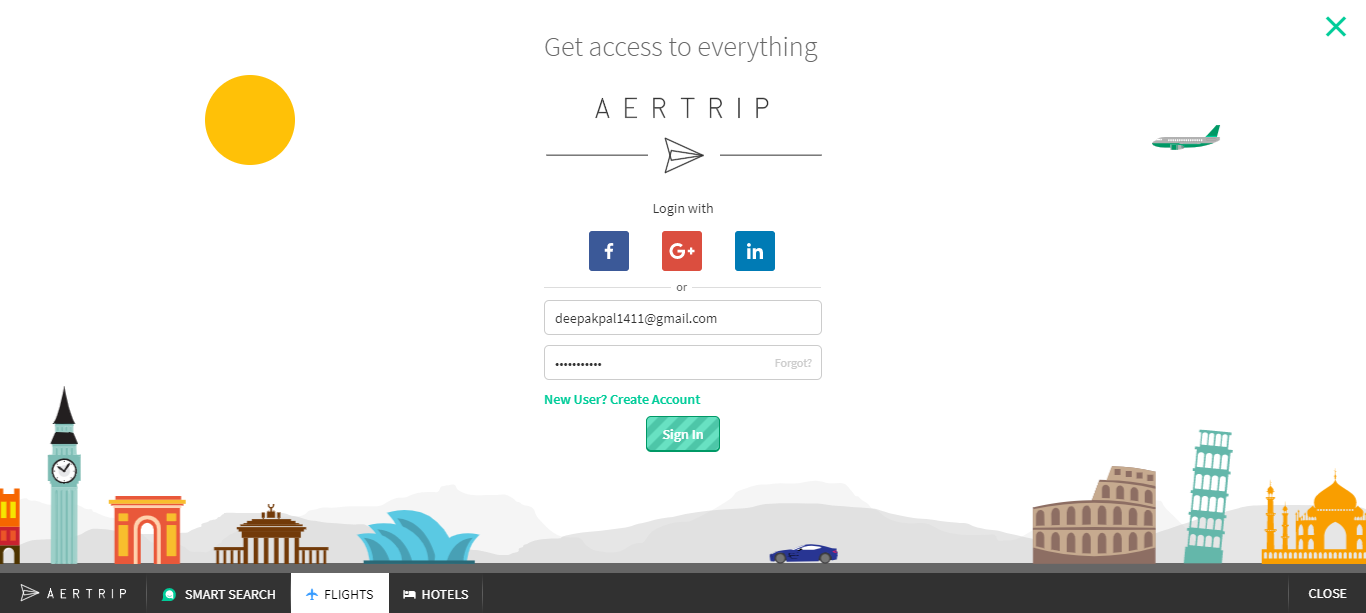 Get access to everything
AERTRIP
Login with
f G+ in
or
deepakpal1411@gmail.com
••••••••••• Forgot?
New User? Create Account
Sign In
AERTRIP SMART SEARCH FLIGHTS HOTELS CLOSE